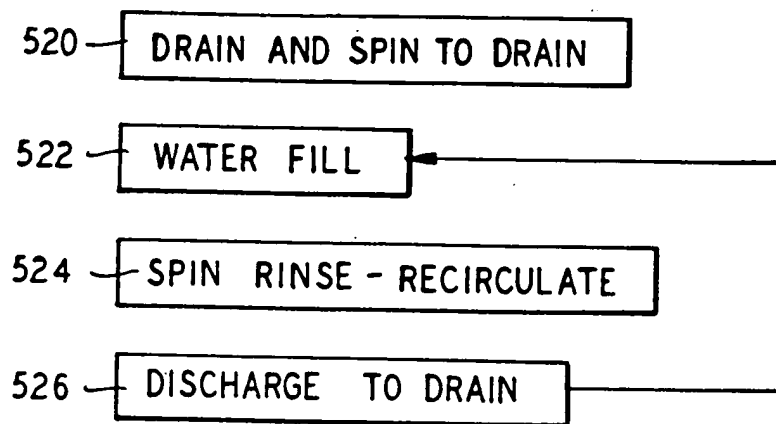 520 DRAIN AND SPIN TO DRAIN
522 WATER FILL
524 SPIN RINSE - RECIRCULATE
526 DISCHARGE TO DRAIN